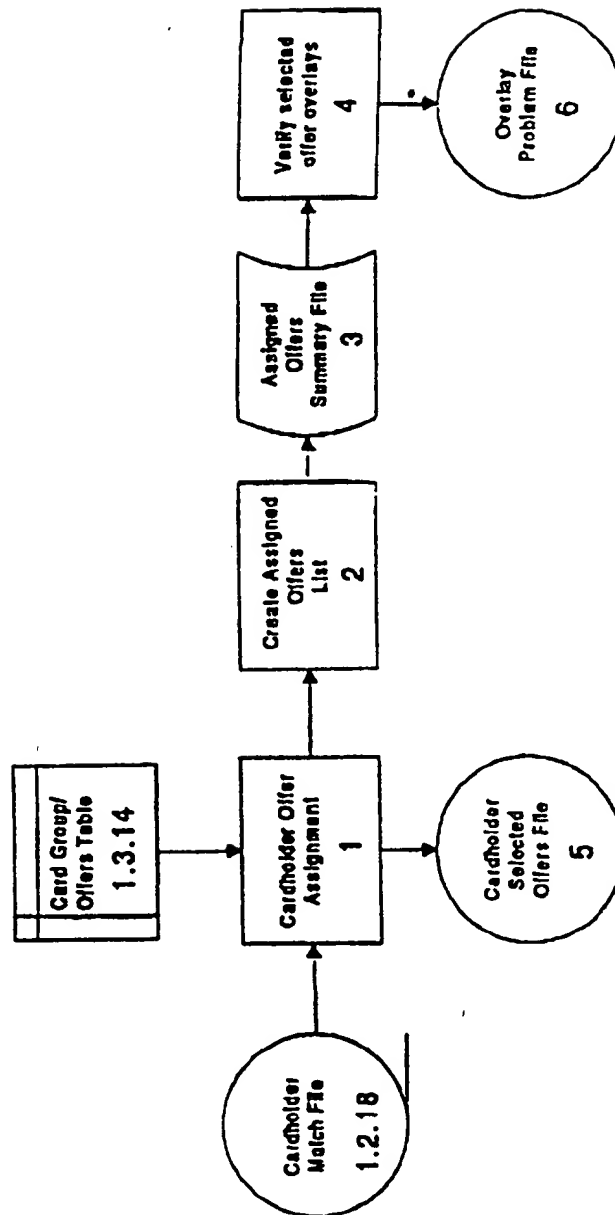 Card Group/
Offers Table
1.3.14
Cardholder
Match File
1.2.18
Cardholder Offer
Assignment
1
Create Assigned
Offers
List
2
Assigned
Offers
Summary File
3
Verify selected
offer overlays
4
Cardholder
Selected
Offers File
5
Overlay
Problem File
6